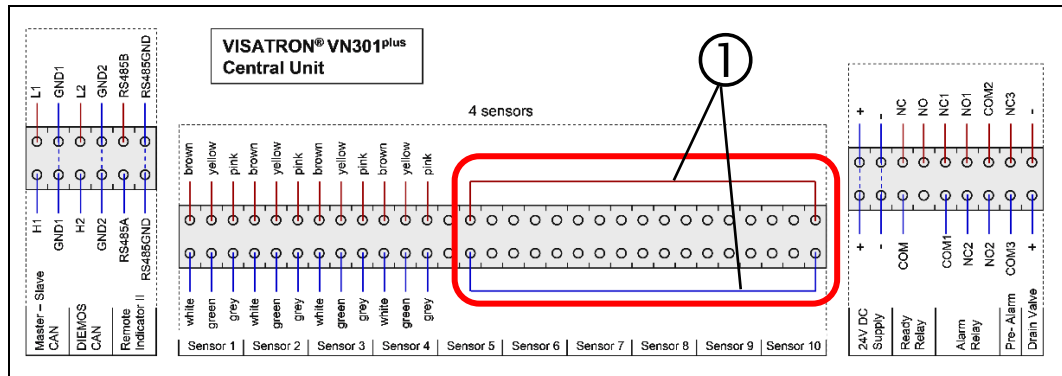 VISATRON® VN301plus
Central Unit
①
4 sensors
L1 GND1 L2 GND2 RS485B RS485GND
H1 GND1 H2 GND2 RS485A RS485GND
Master – Slave CAN
DIEMOS CAN
Remote Indicator II
brown yellow pink brown yellow pink brown yellow pink brown yellow pink
white green grey white green grey white green grey white green grey
Sensor 1 Sensor 2 Sensor 3 Sensor 4 Sensor 5 Sensor 6 Sensor 7 Sensor 8 Sensor 9 Sensor 10
+ - NC NO NC1 NO1 COM2 NC3 -
+ - COM COM1 NC2 NO2 COM3 +
24V DC Supply
Ready Relay
Alarm Relay
Pre- Alarm
Drain Valve